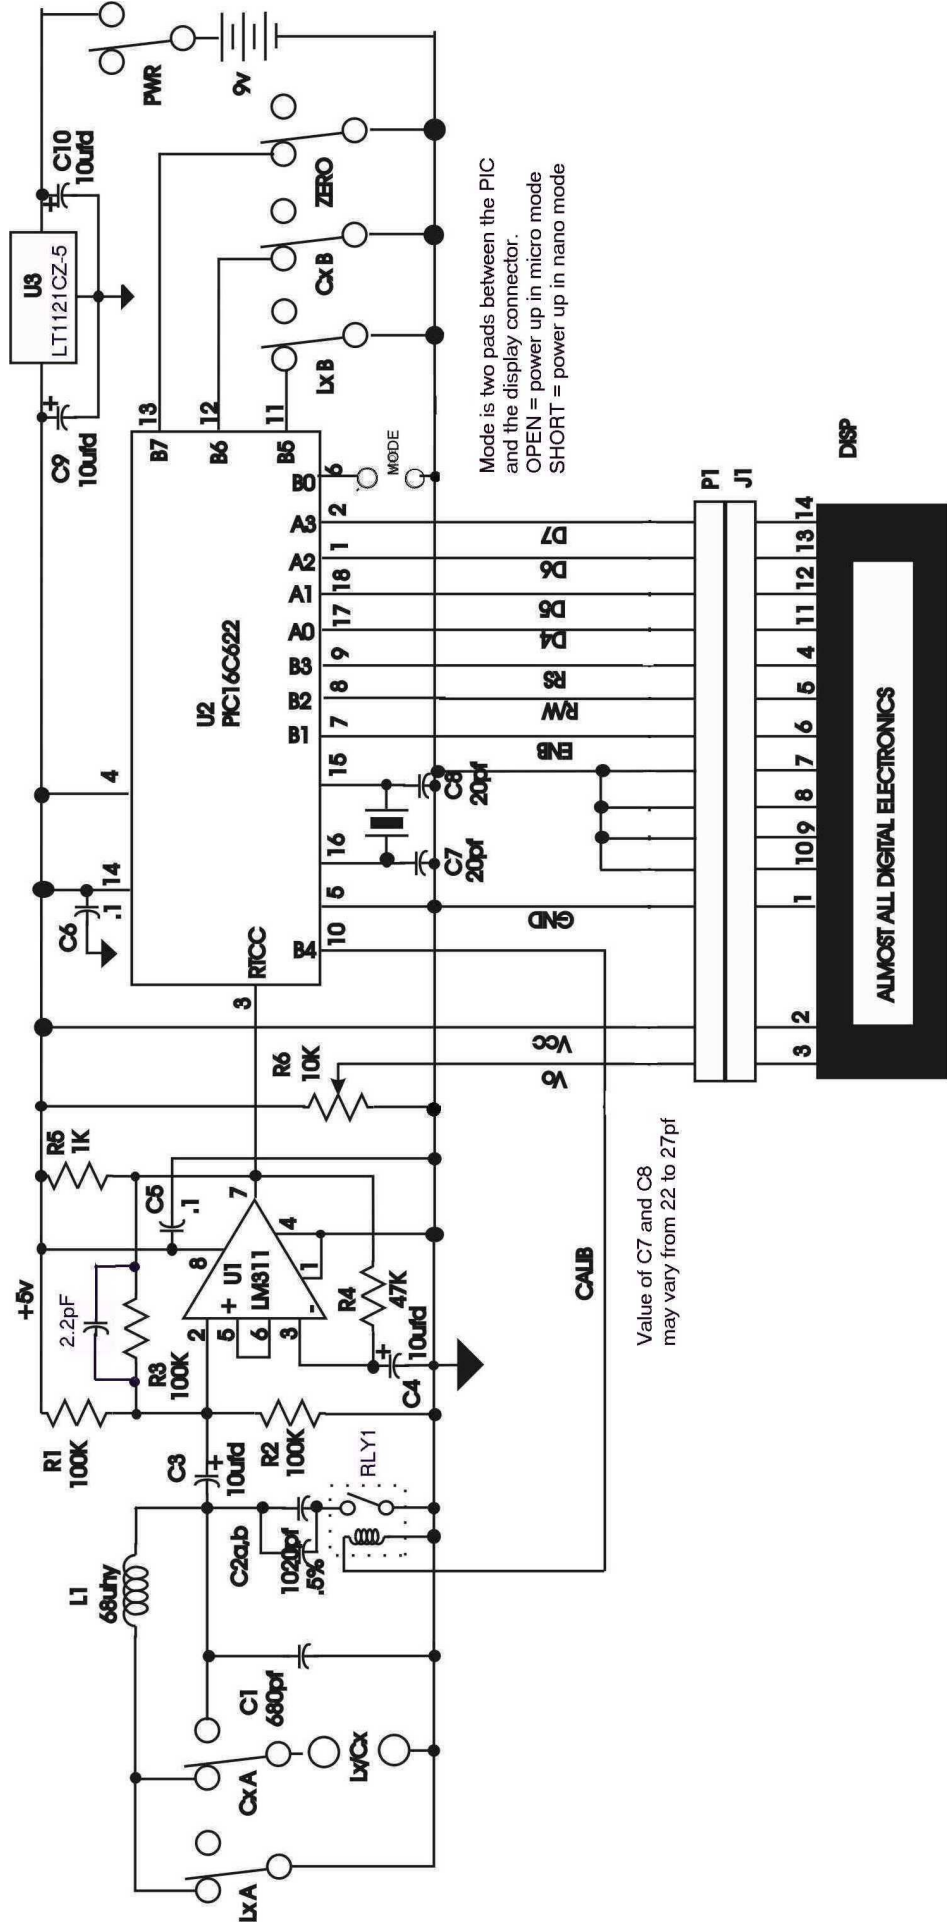 LxA
CxA
Lx/Cx
L1
68uhy
C1
680pf
C2a,b
1020pf
.5%
RLY1
C3
+
10ufd
R1
100K
R2
100K
+5v
2.2pF
R3
100K
2
5
6
3
+
-
U1
LM311
8
7
4
1
C5
.1
R5
1K
R4
47K
+
C4
10ufd
R6
10K
CALIB
Value of C7 and C8
may vary from 22 to 27pf
C6
.1
14
4
3
RTCC
U2
PIC16C622
B4
10
5
16
15
B1
7
B2
8
B3
9
A0
17
A1
18
A2
1
A3
2
B0
6
B5
11
B6
12
B7
13
C7
20pf
C8
20pf
MODE
C9
10ufd
+
U3
LT1121CZ-5
+
C10
10ufd
LxB
CxB
ZERO
PWR
9v
Mode is two pads between the PIC
and the display connector.
OPEN = power up in micro mode
SHORT = power up in nano mode
Vo
Vcc
GND
ENB
R/W
RS
D4
D5
D6
D7
P1
J1
3
2
1
10
9
8
7
6
5
4
11
12
13
14
DISP
ALMOST ALL DIGITAL ELECTRONICS